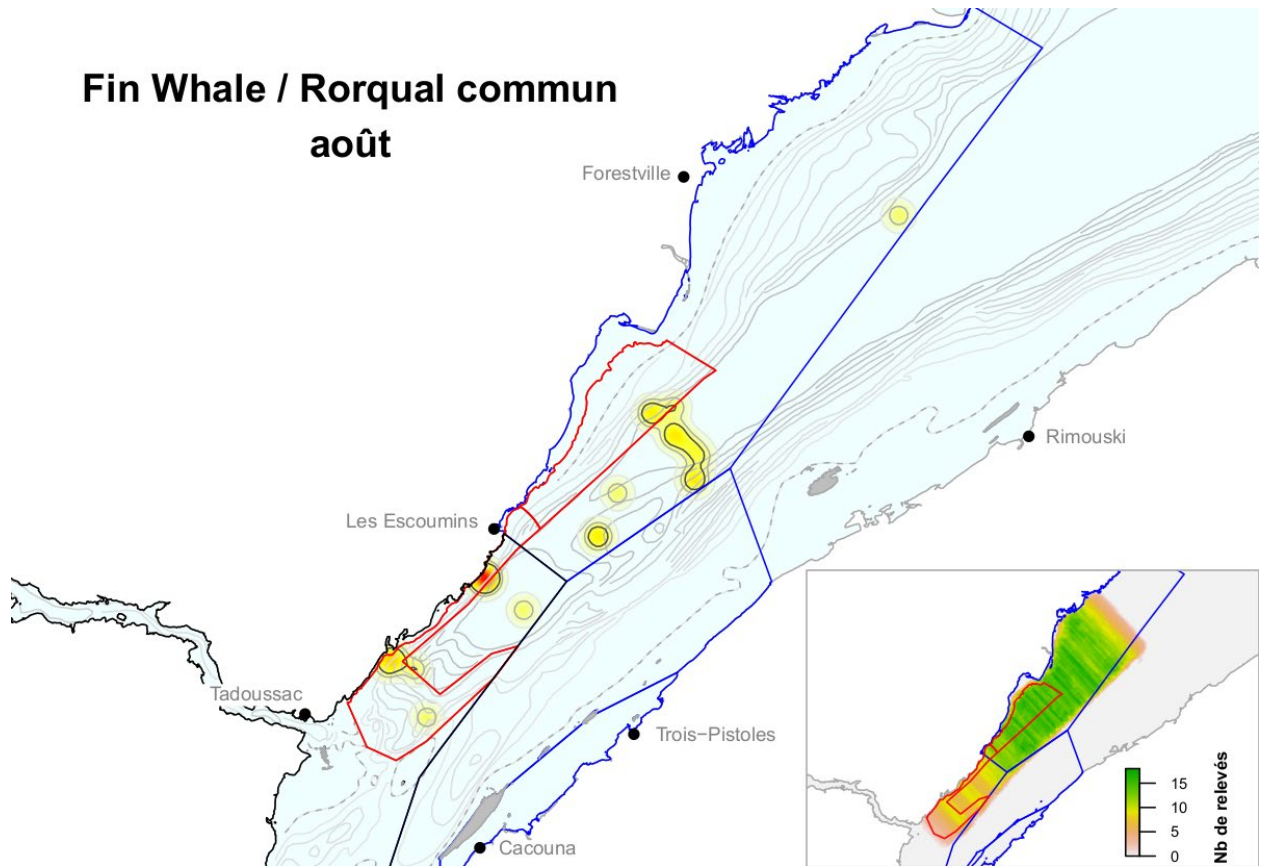 Fin Whale / Rorqual commun
août
Forestville
Rimouski
Les Escoumins
Tadoussac
Trois−Pistoles
Cacouna
15
10
5
0
Nb de relevés